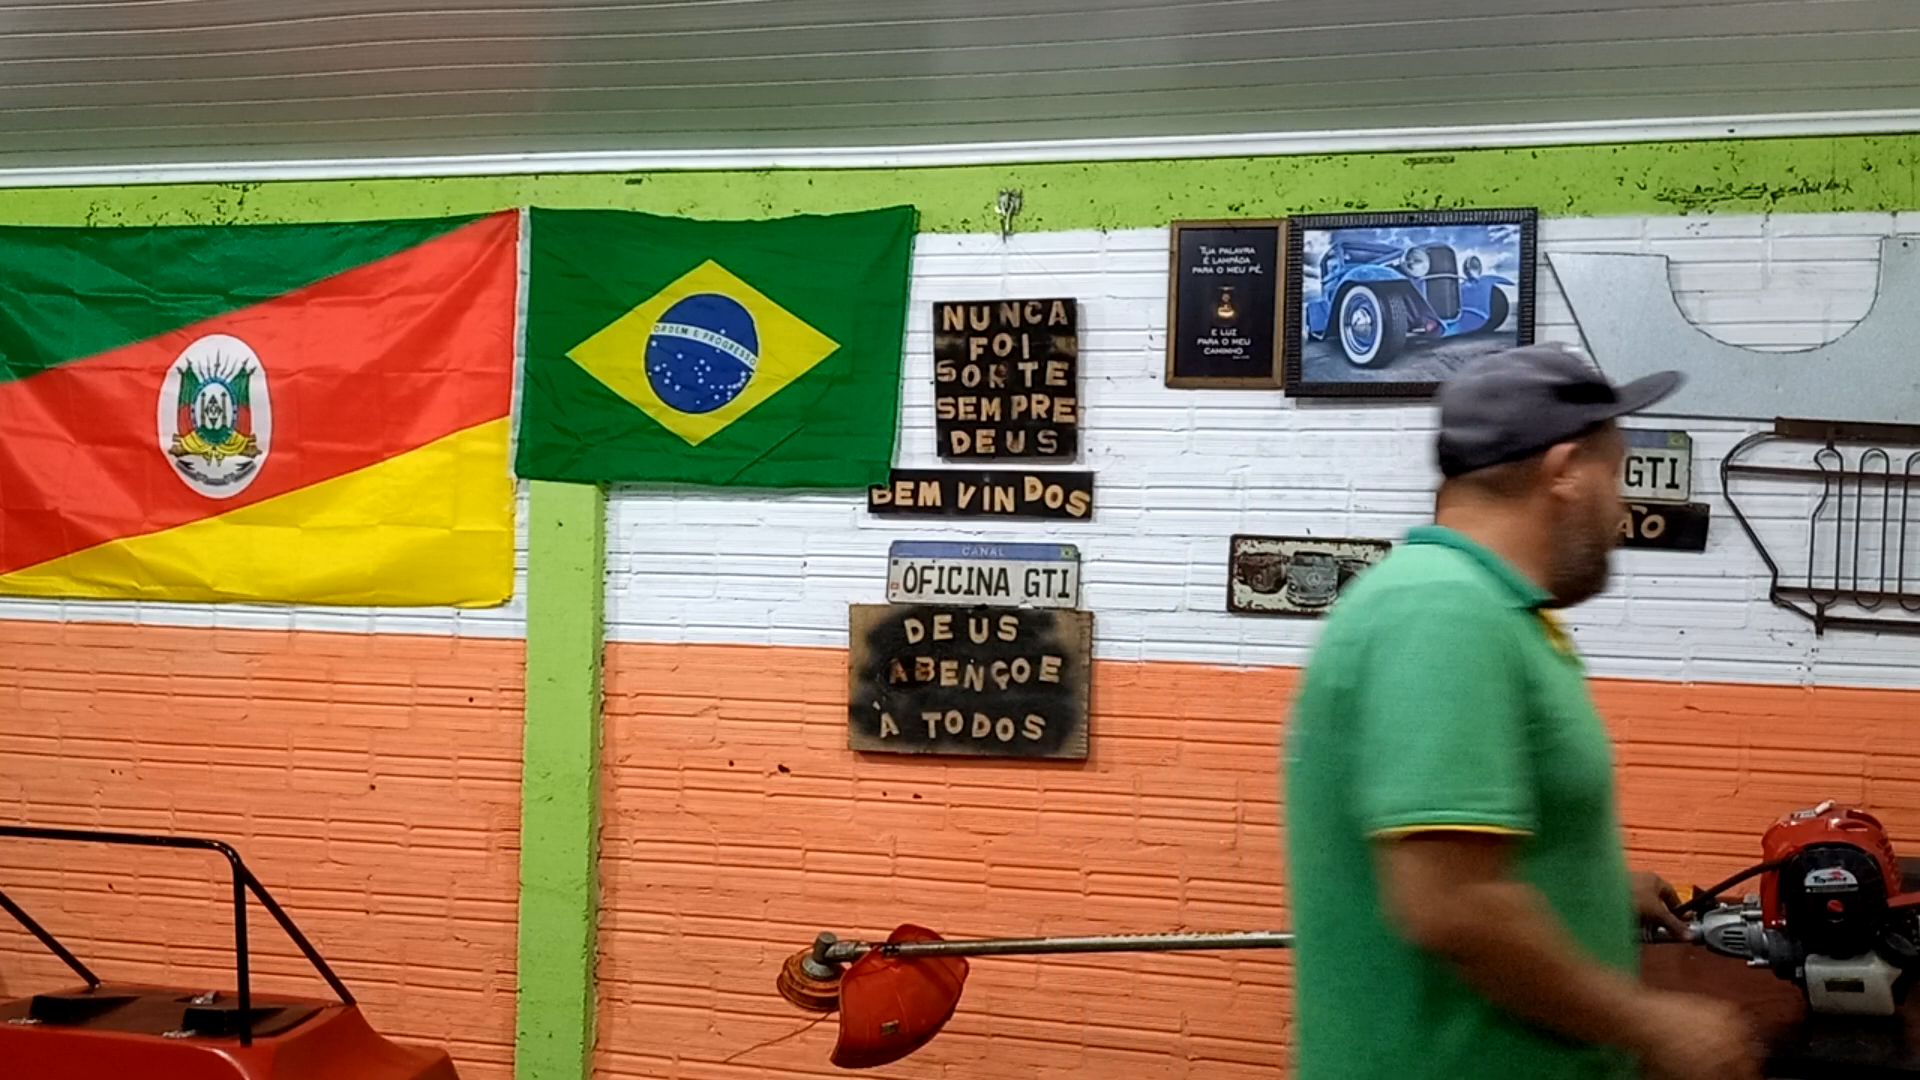 ORDEM E PROGRESSO
NUNCA
FOI
SORTE
SEMPRE
DEUS
BEM VINDOS
CANAL
OFICINA GTI
DEUS
ABENÇOE
À TODOS
TUA PALAVRA
É LAMPÂDA
PARA O MEU PÉ,
E LUZ
PARA O MEU
CAMINHO
GTI
ÃO